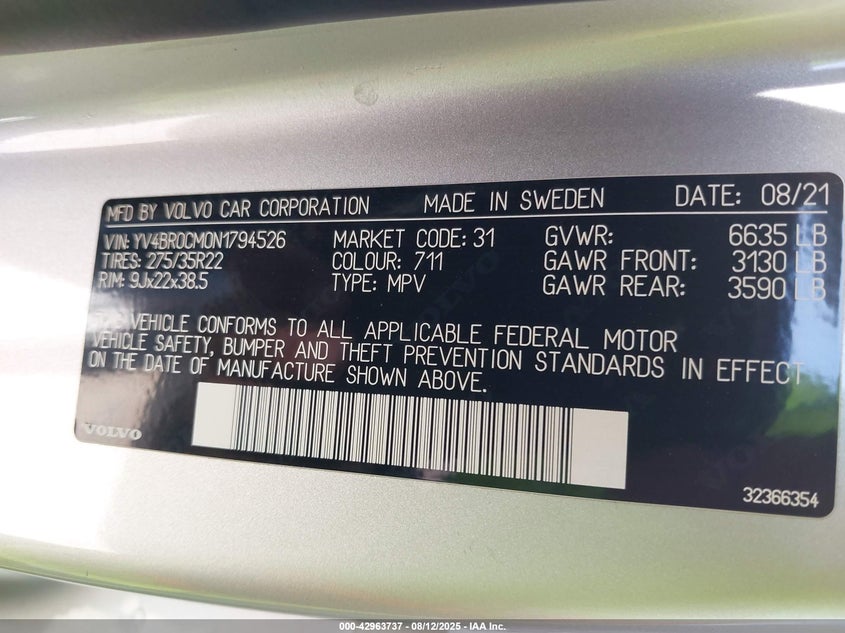 MFD BY VOLVO CAR CORPORATION MADE IN SWEDEN DATE: 08/21
VIN: YV4BR0CM0N1794526 MARKET CODE: 31 GVWR: 6635 LB
TIRES: 275/35R22 COLOUR: 711 GAWR FRONT: 3130 LB
RIM: 9Jx22x38.5 TYPE: MPV GAWR REAR: 3590 LB
THIS VEHICLE CONFORMS TO ALL APPLICABLE FEDERAL MOTOR
VEHICLE SAFETY, BUMPER AND THEFT PREVENTION STANDARDS IN EFFECT
ON THE DATE OF MANUFACTURE SHOWN ABOVE.
VOLVO
32366354
000-42963737 - 08/12/2025 - IAA Inc.